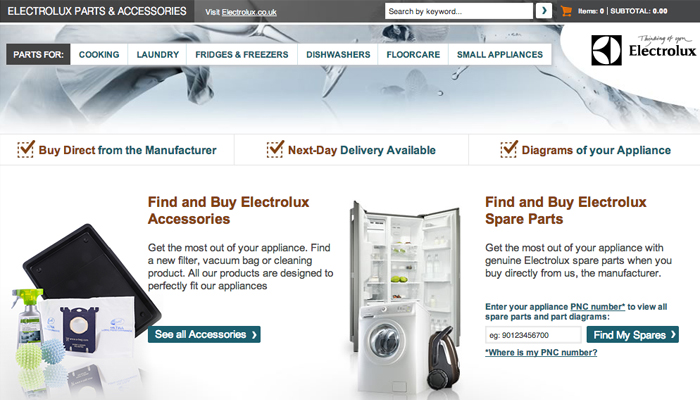 ELECTROLUX PARTS & ACCESSORIES
Visit Electrolux.co.uk
Search by keyword...
Items: 0 | SUBTOTAL: 0.00
PARTS FOR:
COOKING
LAUNDRY
FRIDGES & FREEZERS
DISHWASHERS
FLOORCARE
SMALL APPLIANCES
Thinking of you
Electrolux
Buy Direct from the Manufacturer
Next-Day Delivery Available
Diagrams of your Appliance
Find and Buy Electrolux
Accessories
Get the most out of your appliance. Find
a new filter, vacuum bag or cleaning
product. All our products are designed to
perfectly fit our appliances
See all Accessories
Find and Buy Electrolux
Spare Parts
Get the most out of your appliance with
genuine Electrolux spare parts when you
buy directly from us, the manufacturer.
Enter your appliance PNC number* to view all
spare parts and part diagrams:
eg: 90123456700
Find My Spares
*Where is my PNC number?